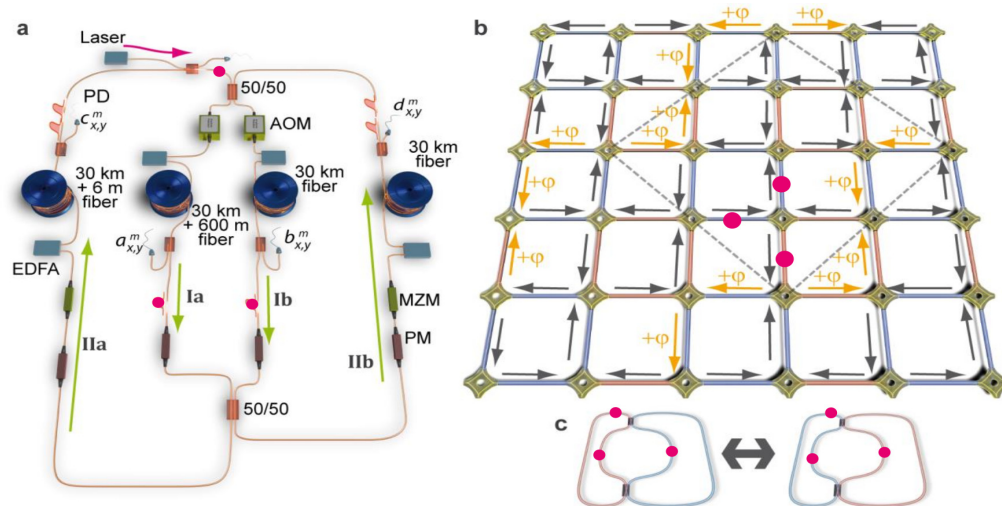 a
Laser
50/50
PD
c^m_{x,y}
AOM
d^m_{x,y}
30 km
+ 6 m
fiber
30 km
+ 600 m
fiber
30 km
fiber
30 km
fiber
a^m_{x,y}
b^m_{x,y}
EDFA
Ia
Ib
MZM
IIa
IIb
PM
50/50
b
+φ +φ
+φ
+φ
+φ +φ +φ
+φ +φ
+φ +φ
+φ +φ
+φ
c